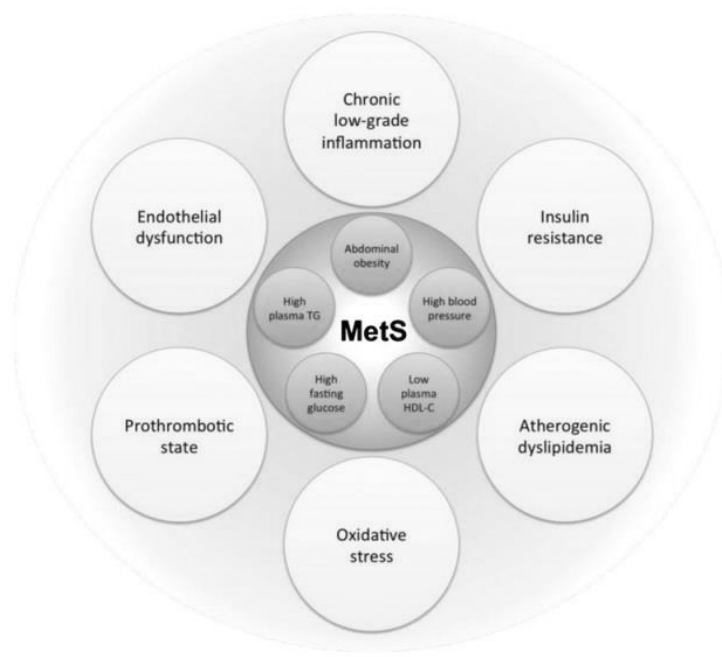 Chronic
low-grade
inflammation
Endothelial
dysfunction
Insulin
resistance
Abdominal
obesity
High
plasma TG
High blood
pressure
MetS
High
fasting
glucose
Low
plasma
HDL-C
Prothrombotic
state
Atherogenic
dyslipidemia
Oxidative
stress